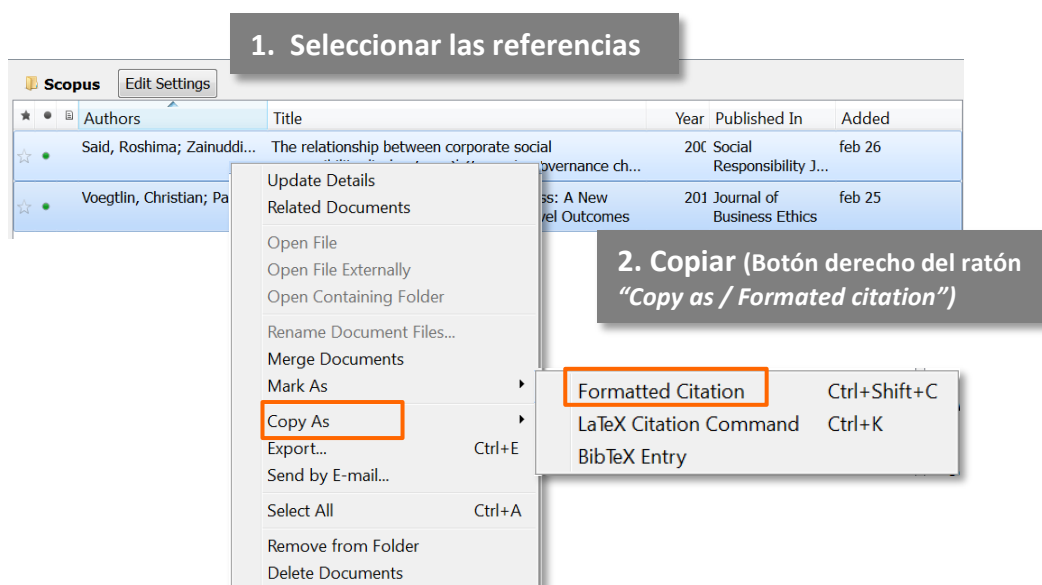 1. Seleccionar las referencias
Scopus Edit Settings
Authors Title Year Published In Added
Said, Roshima; Zainuddi... The relationship between corporate social 200 Social feb 26
overnance ch... Responsibility J...
Voegtlin, Christian; Pa ss: A New 201 Journal of feb 25
vel Outcomes Business Ethics
Update Details
Related Documents
Open File
Open File Externally
Open Containing Folder
Rename Document Files...
Merge Documents
Mark As
Copy As
Export... Ctrl+E
Send by E-mail...
Select All Ctrl+A
Remove from Folder
Delete Documents
2. Copiar (Botón derecho del ratón
“Copy as / Formated citation”)
Formatted Citation Ctrl+Shift+C
LaTeX Citation Command Ctrl+K
BibTeX Entry